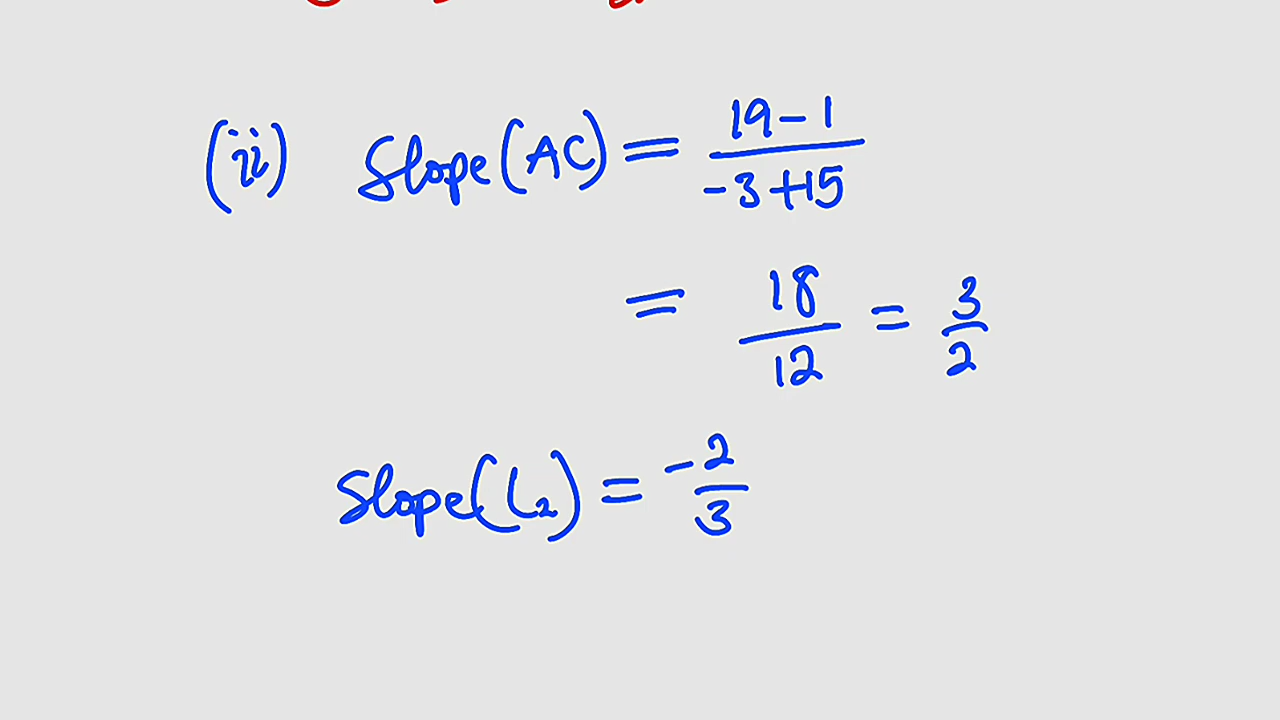 (ii) Slope(AC) = 19-1 / -3+15
= 18/12 = 3/2
Slope(L₂) = -2/3